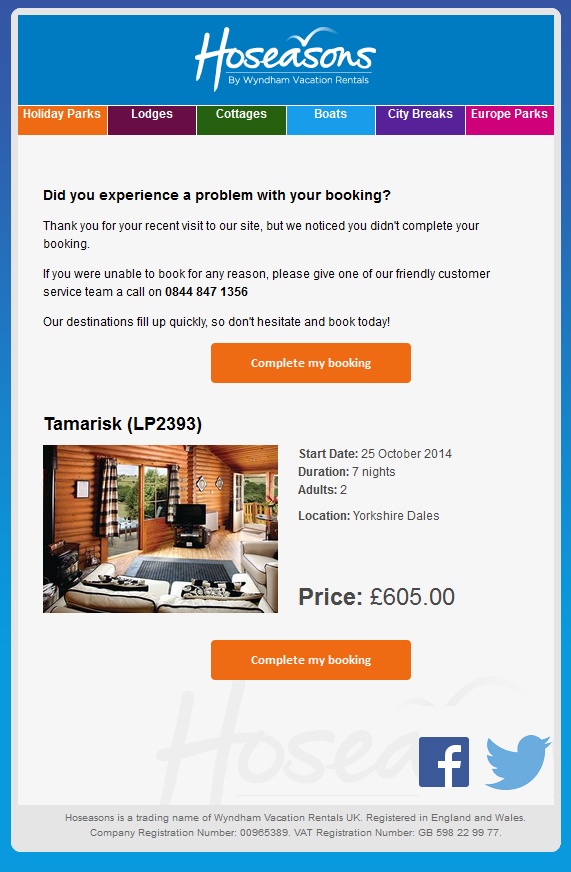 Hoseasons
By Wyndham Vacation Rentals
Holiday Parks Lodges Cottages Boats City Breaks Europe Parks
Did you experience a problem with your booking?
Thank you for your recent visit to our site, but we noticed you didn't complete your
booking.
If you were unable to book for any reason, please give one of our friendly customer
service team a call on 0844 847 1356
Our destinations fill up quickly, so don't hesitate and book today!
Complete my booking
Tamarisk (LP2393)
Start Date: 25 October 2014
Duration: 7 nights
Adults: 2
Location: Yorkshire Dales
Price: £605.00
Complete my booking
Hosea
f
Hoseasons is a trading name of Wyndham Vacation Rentals UK. Registered in England and Wales.
Company Registration Number: 00965389. VAT Registration Number: GB 598 22 99 77.